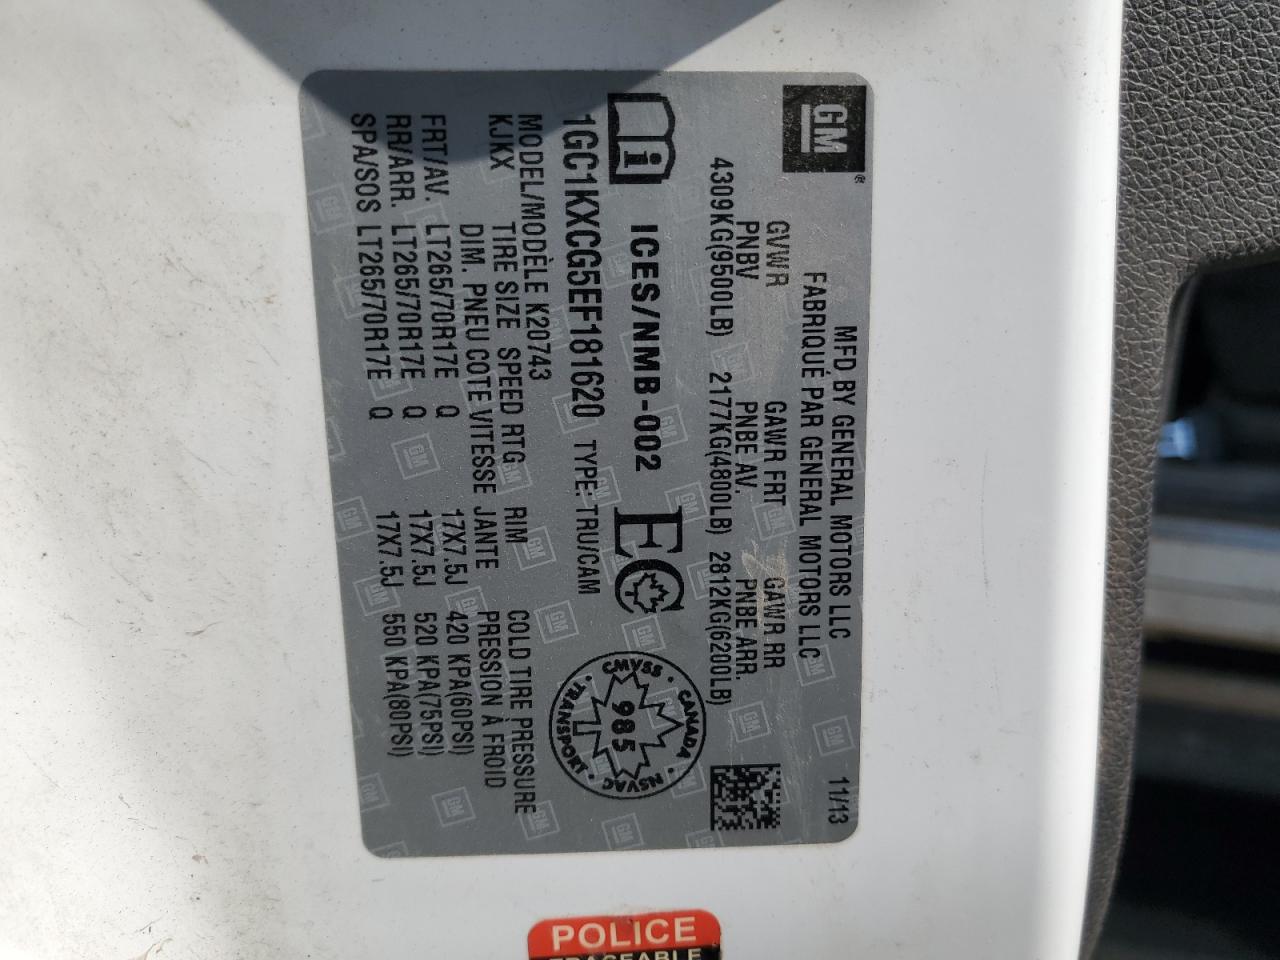 GM
MFD BY GENERAL MOTORS LLC
FABRIQUÉ PAR GENERAL MOTORS LLC
11/13
GVWR GAWR FRT GAWR RR
PNBV PNBE AV. PNBE ARR.
4309KG(9500LB) 2177KG(4800LB) 2812KG(6200LB)
i ICES/NMB-002 EC
CMVSS · CANADA · NSVAC · TRANSPORT ·
985
1GC1KXCG5EF181620 TYPE: TRU/CAM
MODEL/MODÈLE K20743
KJKX TIRE SIZE SPEED RTG RIM COLD TIRE PRESSURE
DIM. PNEU COTE VITESSE JANTE PRESSION À FROID
FRT/AV. LT265/70R17E Q 17X7.5J 420 KPA(60PSI)
RR/ARR. LT265/70R17E Q 17X7.5J 520 KPA(75PSI)
SPA/SOS LT265/70R17E Q 17X7.5J 550 KPA(80PSI)
POLICE
TRACEABLE